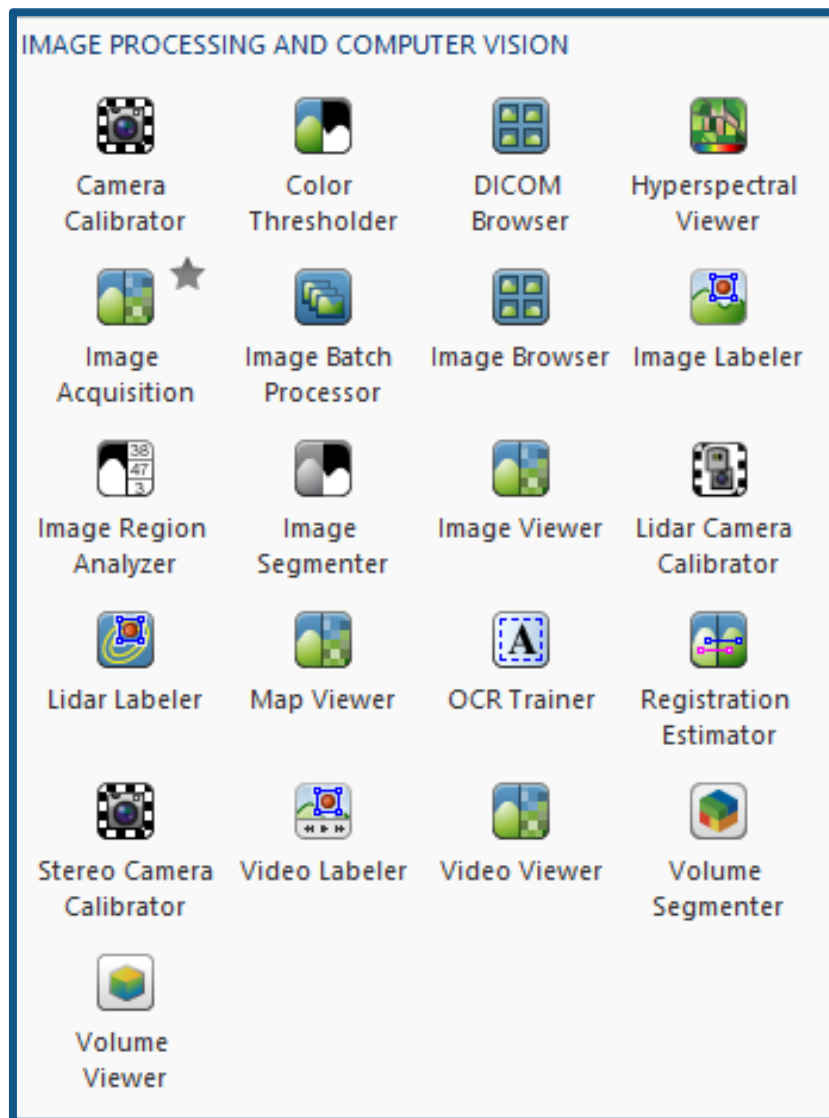 IMAGE PROCESSING AND COMPUTER VISION
Camera
Calibrator
Color
Thresholder
DICOM
Browser
Hyperspectral
Viewer
Image
Acquisition
Image Batch
Processor
Image Browser
Image Labeler
38
47
3
Image Region
Analyzer
Image
Segmenter
Image Viewer
Lidar Camera
Calibrator
Lidar Labeler
Map Viewer
A
OCR Trainer
Registration
Estimator
Stereo Camera
Calibrator
Video Labeler
Video Viewer
Volume
Segmenter
Volume
Viewer